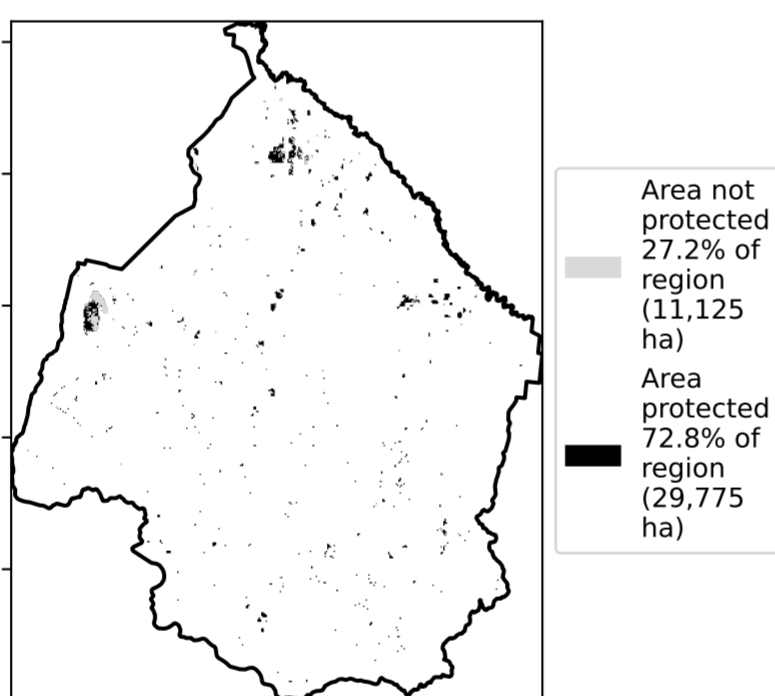 Area not
protected
27.2% of
region
(11,125
ha)
Area
protected
72.8% of
region
(29,775
ha)